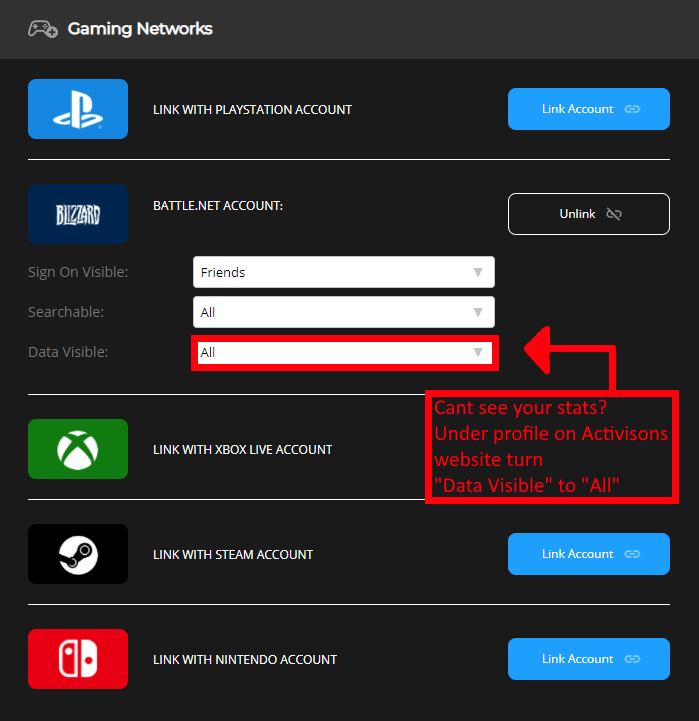 Gaming Networks
LINK WITH PLAYSTATION ACCOUNT
Link Account
BLIZZARD
BATTLE.NET ACCOUNT:
Unlink
Sign On Visible:
Friends
Searchable:
All
Data Visible:
All
Cant see your stats?
Under profile on Activisons
website turn
"Data Visible" to "All"
LINK WITH XBOX LIVE ACCOUNT
LINK WITH STEAM ACCOUNT
Link Account
LINK WITH NINTENDO ACCOUNT
Link Account